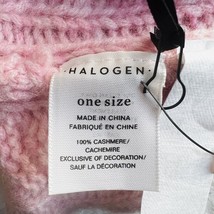 ·HALOGEN·
one size
MADE IN CHINA
FABRIQUÉ EN CHINE
100% CASHMERE/
CACHEMIRE
EXCLUSIVE OF DECORATION/
SAUF LA DÉCORATION